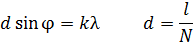 d sin φ = kλ    d = l/N